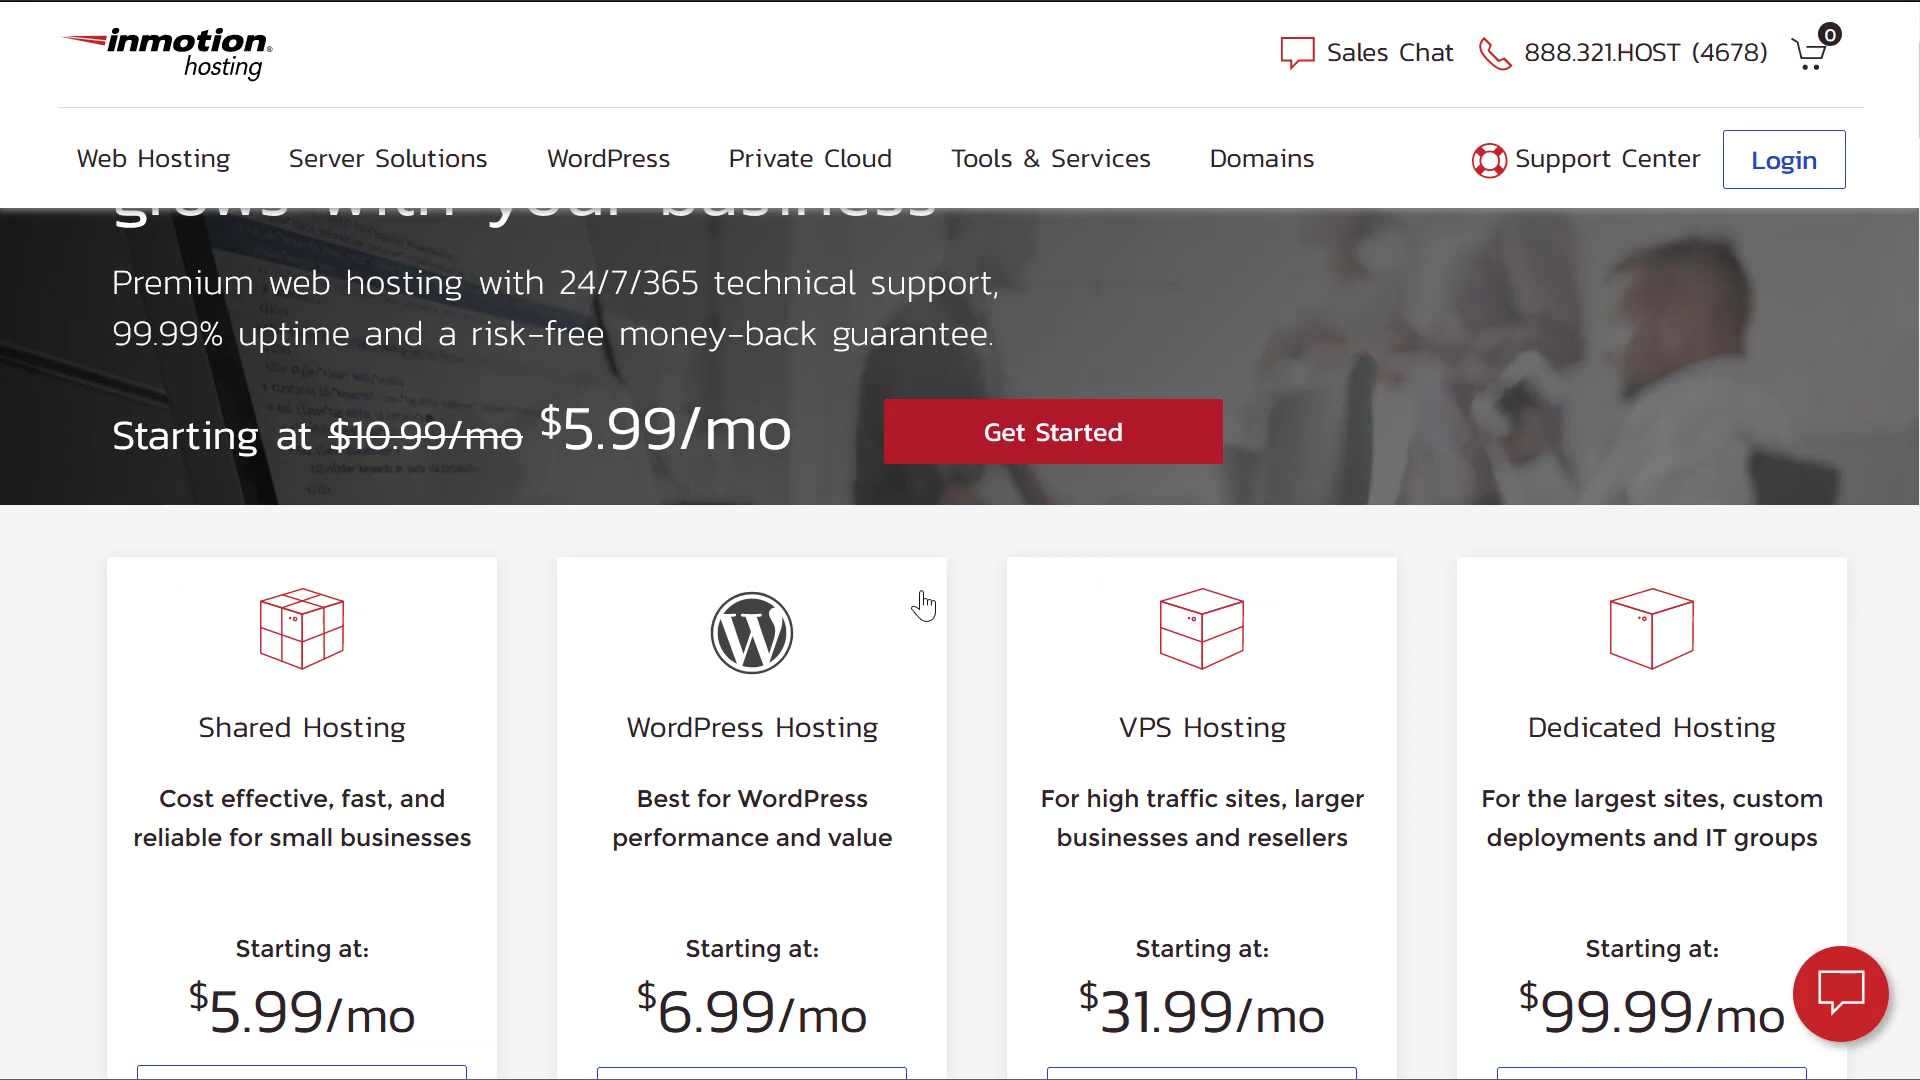 inmotion
hosting
Sales Chat
888.321.HOST (4678)
0
Web Hosting
Server Solutions
WordPress
Private Cloud
Tools & Services
Domains
Support Center
Login
grows with your business
Premium web hosting with 24/7/365 technical support,
99.99% uptime and a risk-free money-back guarantee.
Starting at $10.99/mo $5.99/mo
Get Started
Shared Hosting
Cost effective, fast, and
reliable for small businesses
Starting at:
$5.99/mo
WordPress Hosting
Best for WordPress
performance and value
Starting at:
$6.99/mo
VPS Hosting
For high traffic sites, larger
businesses and resellers
Starting at:
$31.99/mo
Dedicated Hosting
For the largest sites, custom
deployments and IT groups
Starting at:
$99.99/mo